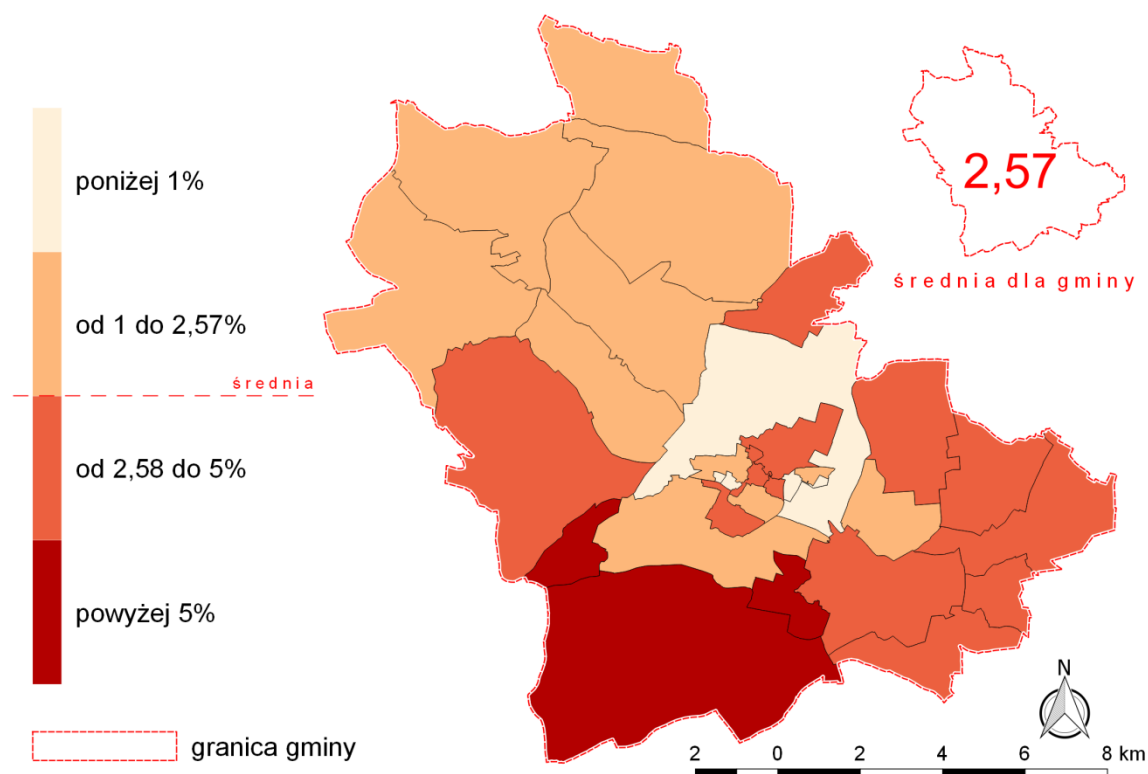 poniżej 1%
od 1 do 2,57%
średnia
od 2,58 do 5%
powyżej 5%
granica gminy
2,57
średnia dla gminy
N
2 0 2 4 6 8 km